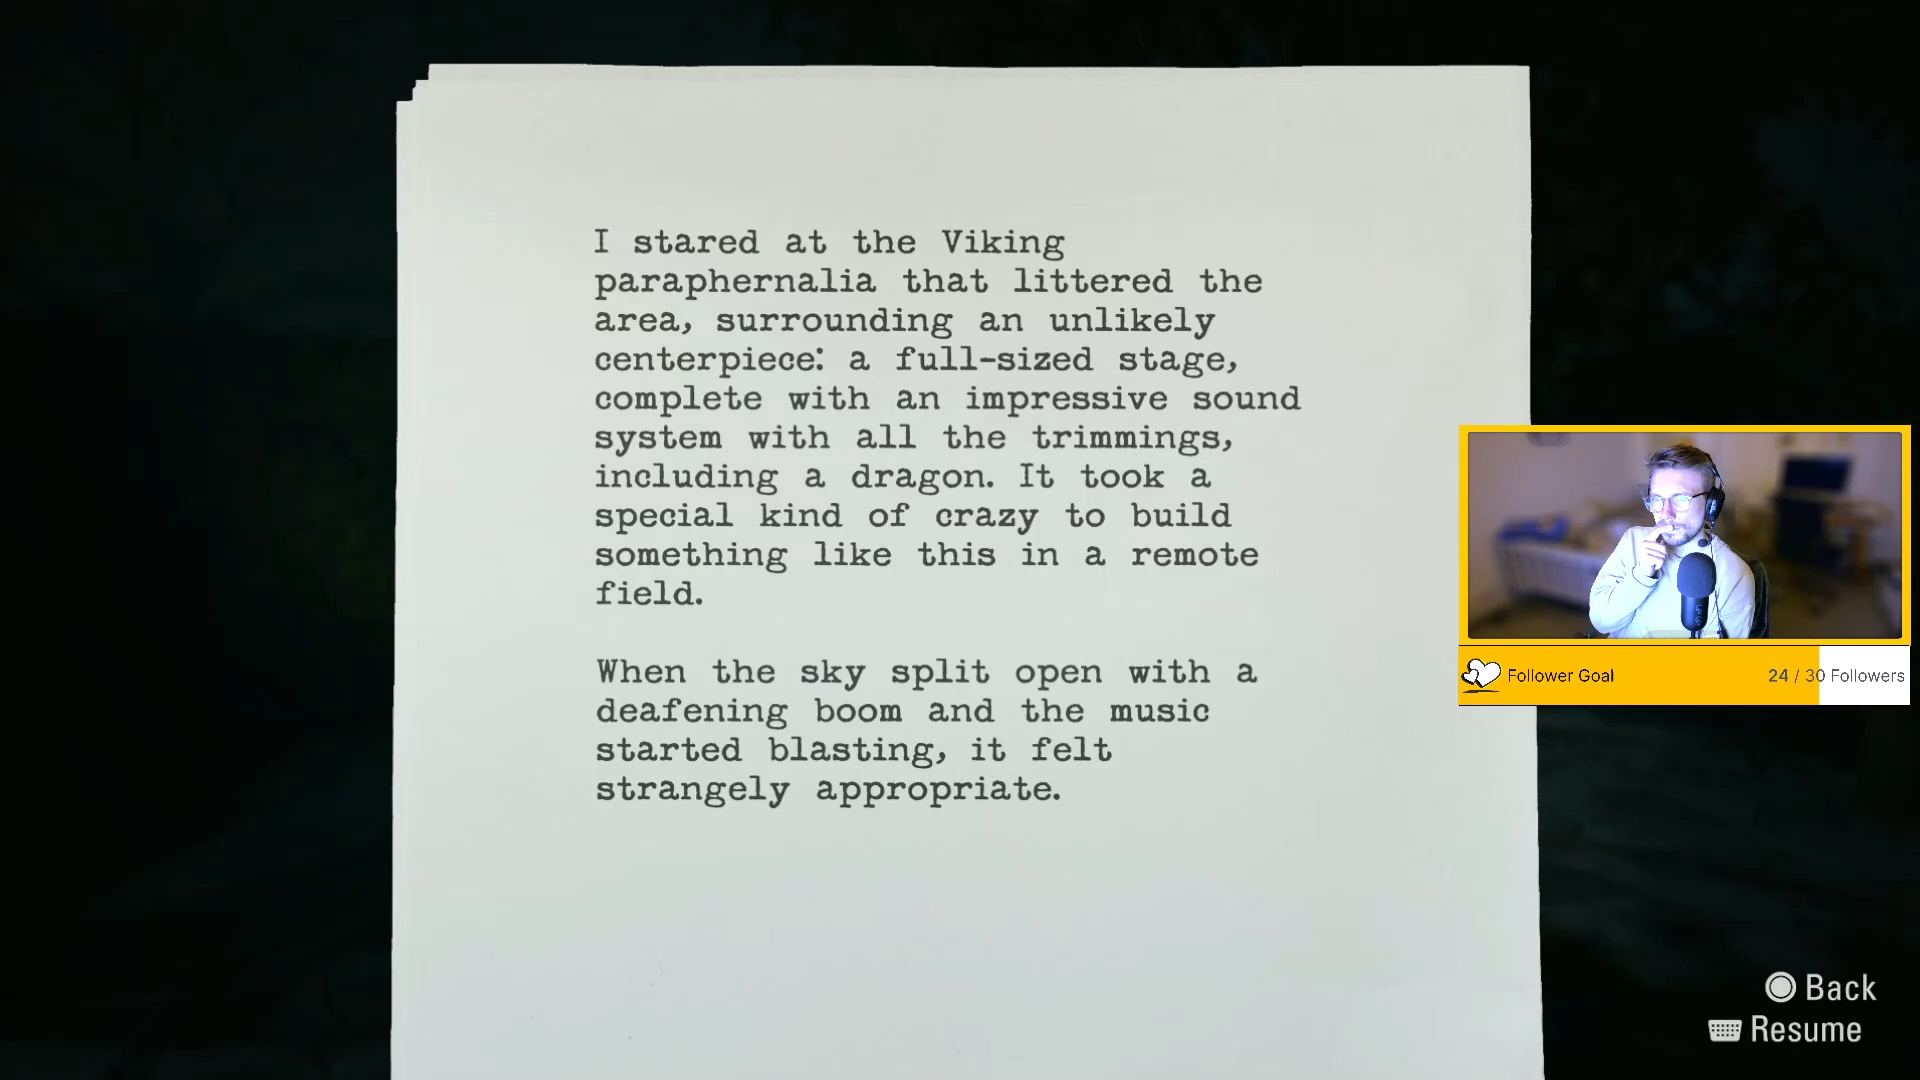 I stared at the Viking
paraphernalia that littered the
area, surrounding an unlikely
centerpiece: a full-sized stage,
complete with an impressive sound
system with all the trimmings,
including a dragon. It took a
special kind of crazy to build
something like this in a remote
field.
When the sky split open with a
deafening boom and the music
started blasting, it felt
strangely appropriate.
Follower Goal 24 / 30 Followers
Back
Resume